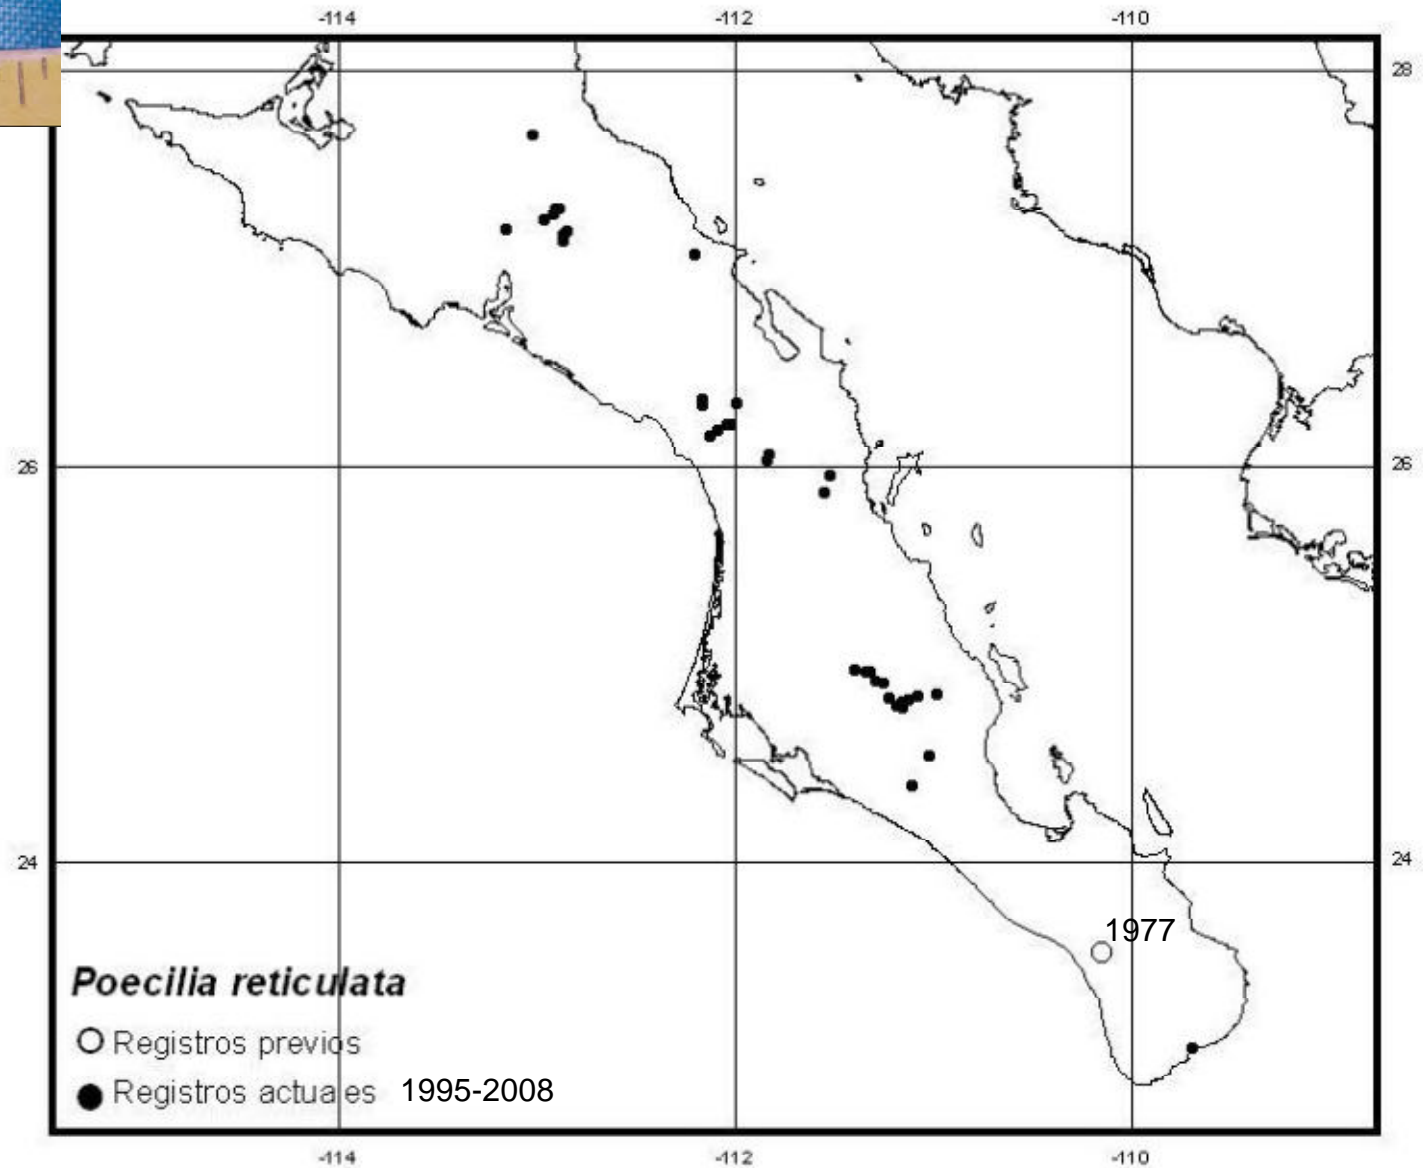 -114 -112 -110
28
26 26
24 24
1977
Poecilia reticulata
Registros previos
Registros actuales 1995-2008
-114 -112 -110